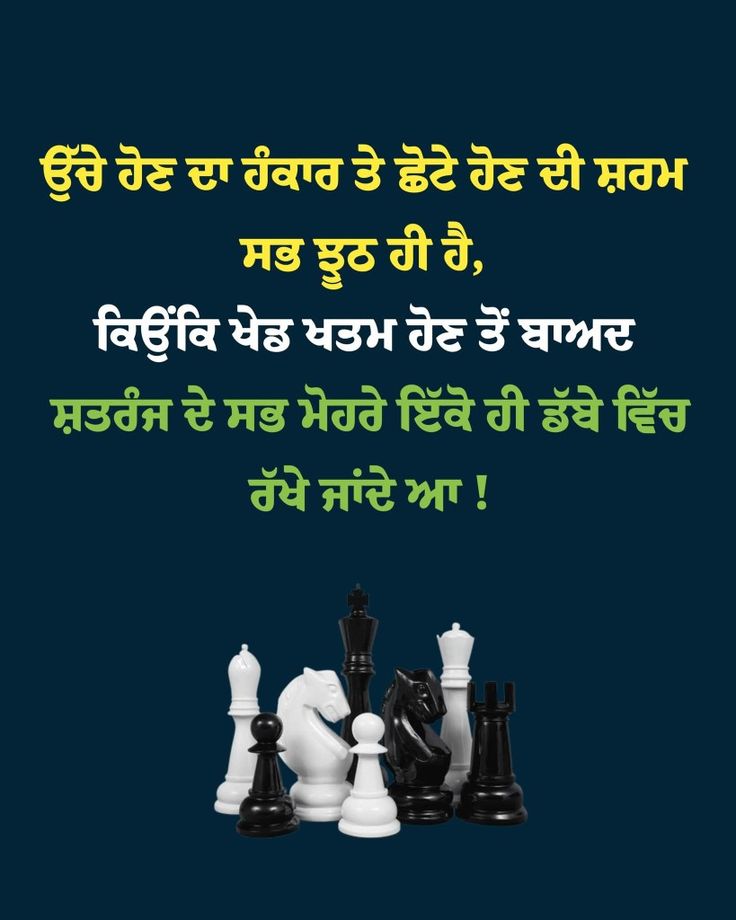 ਉੱਚੇ ਹੋਣ ਦਾ ਹੰਕਾਰ ਤੇ ਛੋਟੇ ਹੋਣ ਦੀ ਸ਼ਰਮ
ਸਭ ਝੂਠ ਹੀ ਹੈ,
ਕਿਉਂਕਿ ਖੇਡ ਖਤਮ ਹੋਣ ਤੋਂ ਬਾਅਦ
ਸ਼ਤਰੰਜ ਦੇ ਸਭ ਮੋਹਰੇ ਇੱਕੋ ਹੀ ਡੱਬੇ ਵਿੱਚ
ਰੱਖੇ ਜਾਂਦੇ ਆ !